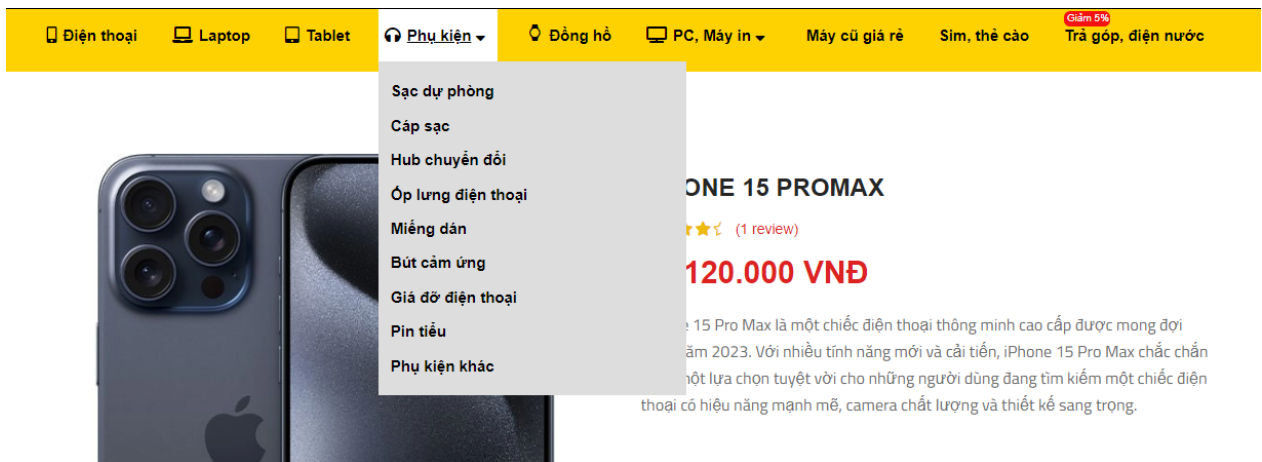 Giảm 5%
Điện thoại Laptop Tablet Phụ kiện Đồng hồ PC, Máy in Máy cũ giá rẻ Sim, thẻ cào Trả góp, điện nước
Sạc dự phòng
Cáp sạc
Hub chuyển đổi
Ốp lưng điện thoại
Miếng dán
Bút cảm ứng
Giá đỡ điện thoại
Pin tiểu
Phụ kiện khác
ONE 15 PROMAX
(1 review)
120.000 VNĐ
15 Pro Max là một chiếc điện thoại thông minh cao cấp được mong đợi
2023. Với nhiều tính năng mới và cải tiến, iPhone 15 Pro Max chắc chắn
một lựa chọn tuyệt vời cho những người dùng đang tìm kiếm một chiếc điện
thoại có hiệu năng mạnh mẽ, camera chất lượng và thiết kế sang trọng.